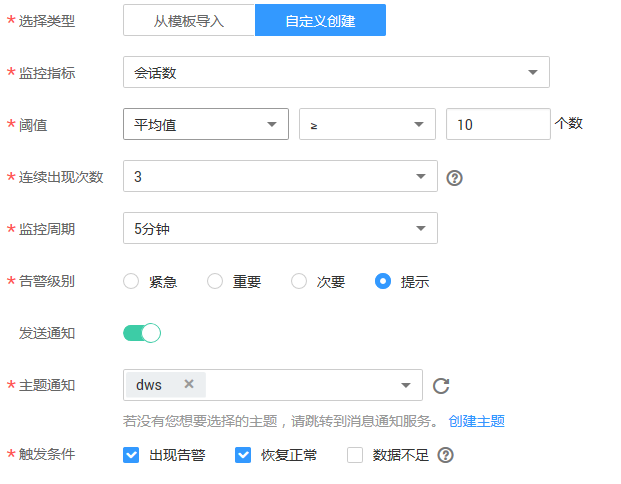 * 选择类型 从模板导入 自定义创建
* 监控指标 会话数
* 阈值 平均值 ≥ 10 个数
* 连续出现次数 3
* 监控周期 5分钟
* 告警级别 紧急 重要 次要 提示
发送通知
* 主题通知 dws ×
若没有您想要选择的主题，请跳转到消息通知服务。 创建主题
* 触发条件 出现告警 恢复正常 数据不足